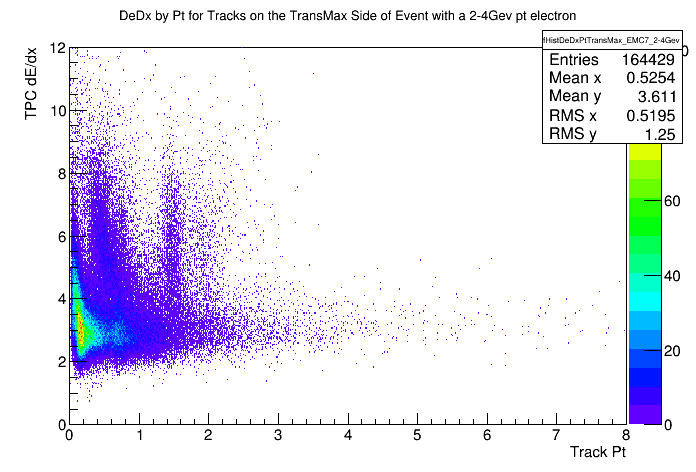 DeDx by Pt for Tracks on the TransMax Side of Event with a 2-4Gev pt electron
fHistDeDxPtTransMax_EMC7_2-4Gev
Entries 164429
Mean x 0.5254
Mean y 3.611
RMS x 0.5195
RMS y 1.25
TPC dE/dx
12
10
8
6
4
2
0
0 1 2 3 4 5 6 7 8
Track Pt
0
60
40
20
0